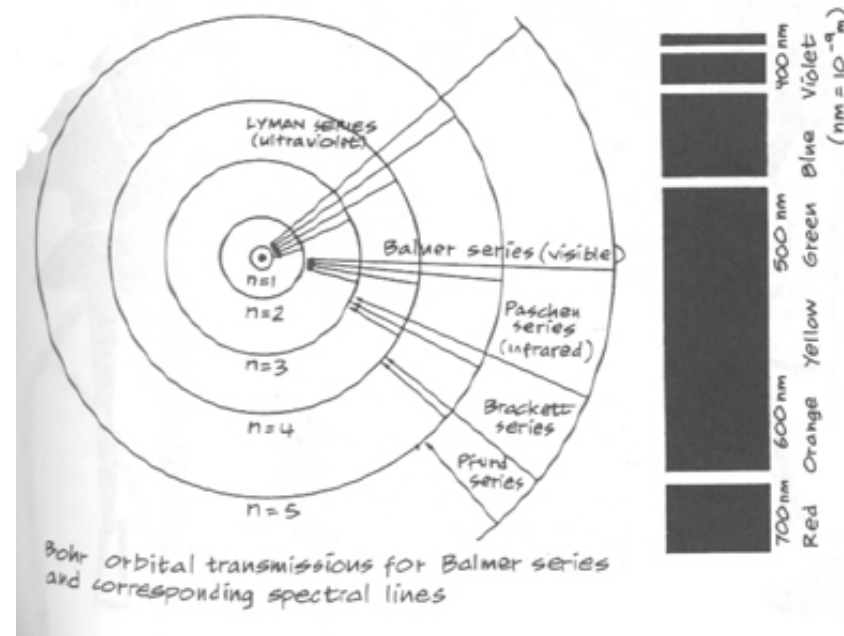 LYMAN SERIES
(ultraviolet)
n=1
n=2
n=3
n=4
n=5
Balmer series (visible)
Paschen
series
(infrared)
Brackett
series
Pfund
series
Bohr orbital transmissions for Balmer series
and corresponding spectral lines
400 nm
500 nm
600 nm
700 nm
Violet
Blue
Green
Yellow
Orange
Red
(nm = 10⁻⁹m)